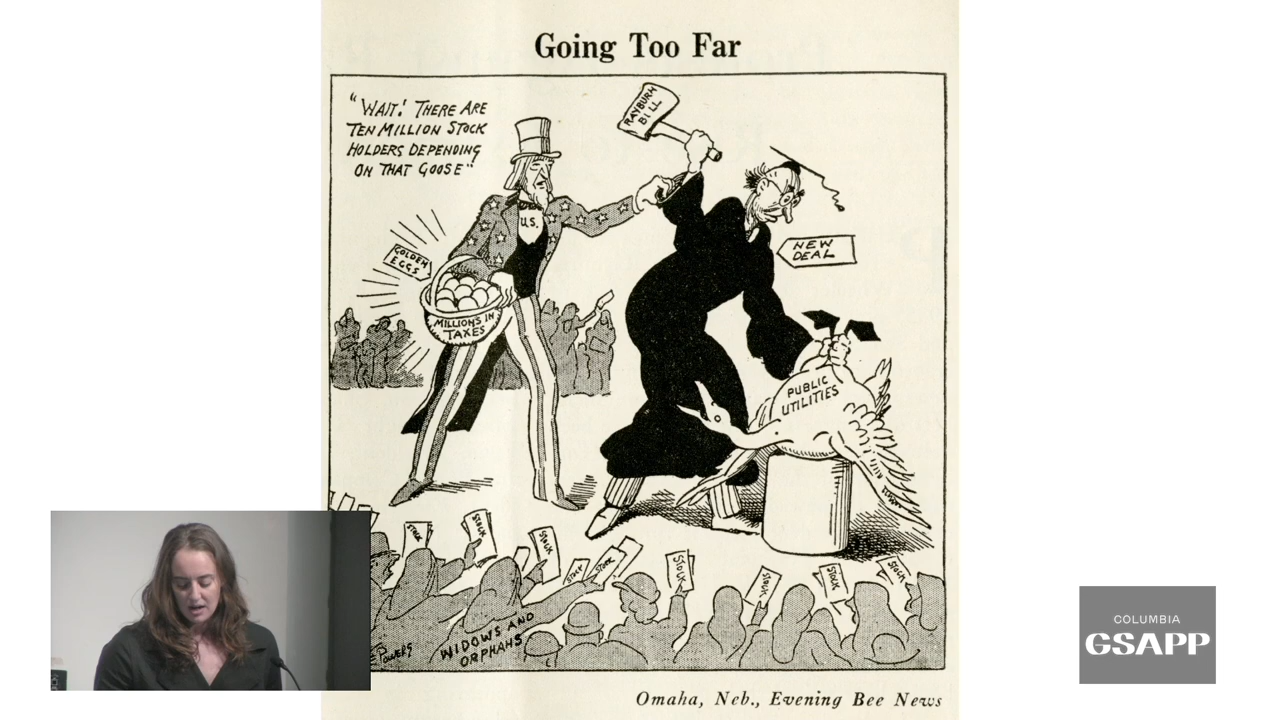 Going Too Far
"WAIT! THERE ARE
TEN MILLION STOCK
HOLDERS DEPENDING
ON THAT GOOSE"
RAYBURN
BILL
U.S.
GOLDEN
EGGS
MILLIONS IN
TAXES
NEW
DEAL
PUBLIC
UTILITIES
STOCK
STOCK
STOCK
STOCK
STOCK
STOCK
STOCK
STOCK
STOCK
WIDOWS AND
ORPHANS
POWERS
Omaha, Neb., Evening Bee News
COLUMBIA
GSAPP